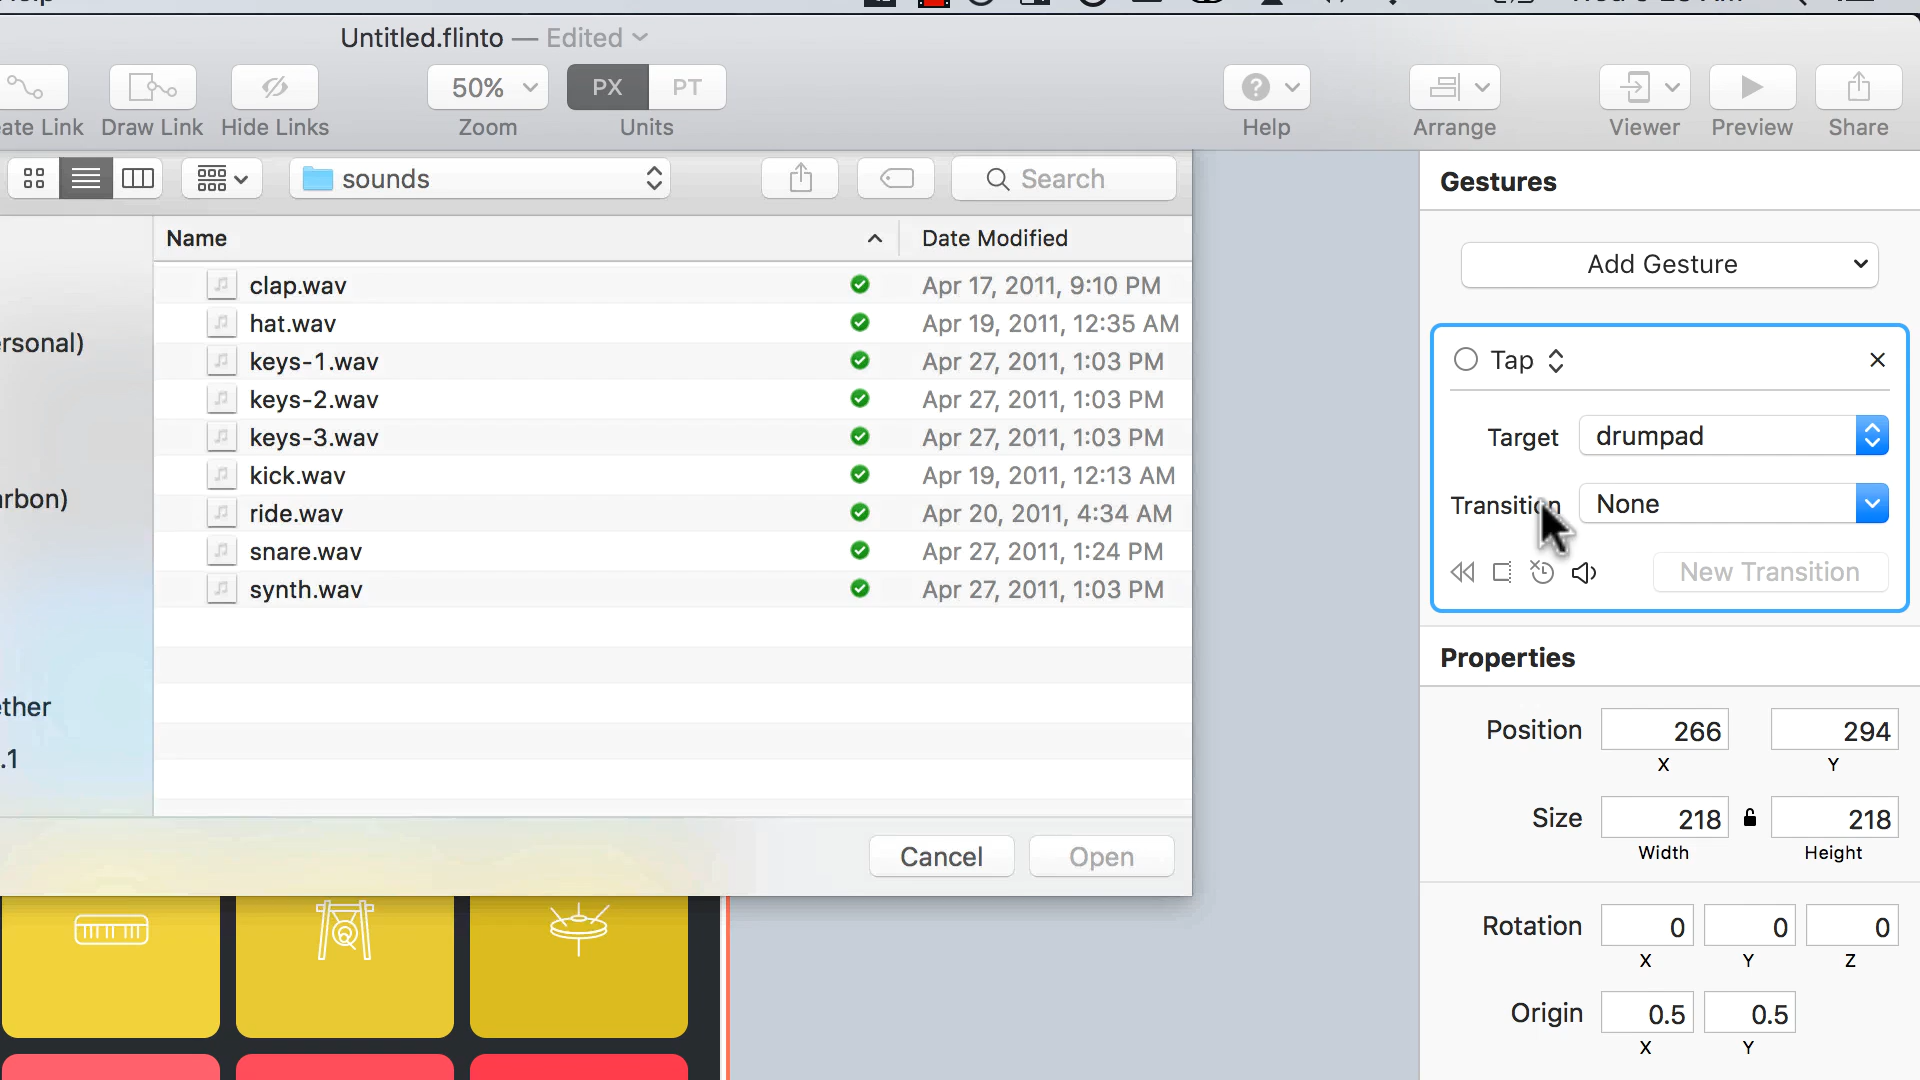 Untitled.flinto — Edited
50%
PX PT
ate Link Draw Link Hide Links Zoom Units Help Arrange Viewer Preview Share
sounds
Search
Gestures
Name Date Modified
Add Gesture
clap.wav Apr 17, 2011, 9:10 PM
hat.wav Apr 19, 2011, 12:35 AM
keys-1.wav Apr 27, 2011, 1:03 PM
keys-2.wav Apr 27, 2011, 1:03 PM
keys-3.wav Apr 27, 2011, 1:03 PM
kick.wav Apr 19, 2011, 12:13 AM
ride.wav Apr 20, 2011, 4:34 AM
snare.wav Apr 27, 2011, 1:24 PM
synth.wav Apr 27, 2011, 1:03 PM
ersonal)
arbon)
ether
.1
Cancel Open
Tap
Target drumpad
Transition None
New Transition
Properties
Position 266 294
X Y
Size 218 218
Width Height
Rotation 0 0 0
X Y Z
Origin 0.5 0.5
X Y